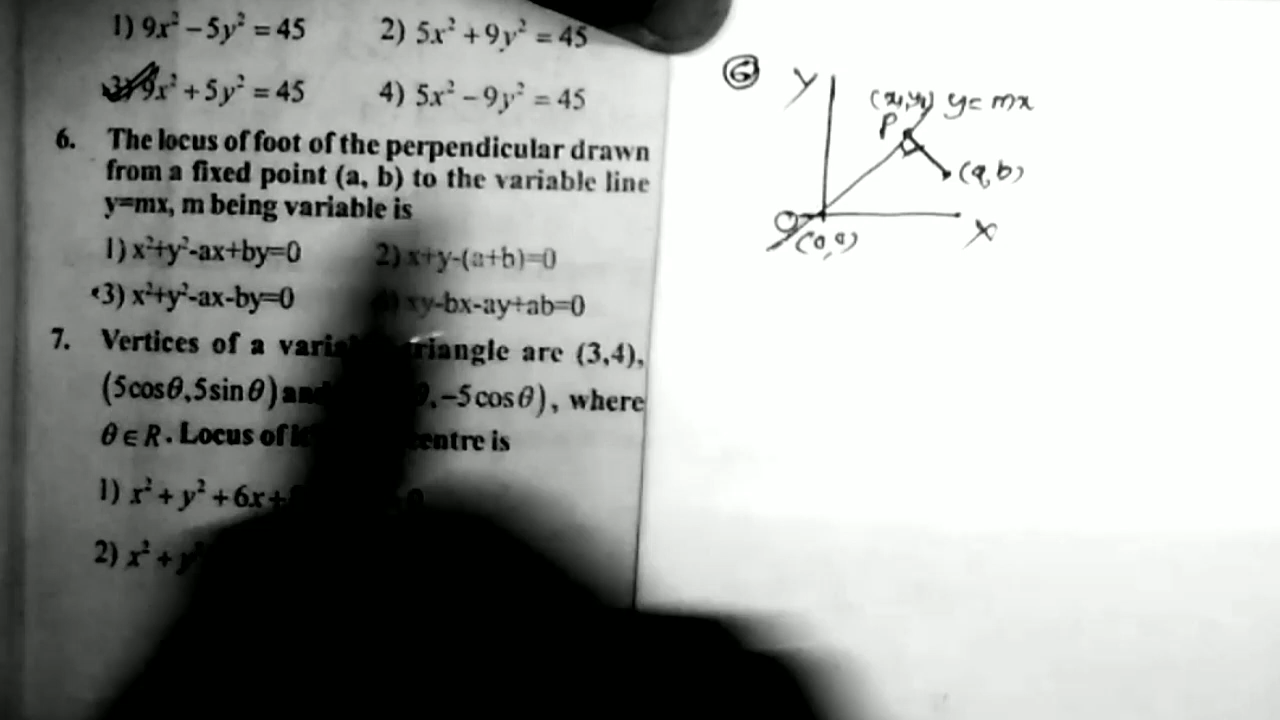 1) 9x² – 5y² = 45 2) 5x² + 9y² = 45
3) 9x² + 5y² = 45 4) 5x² – 9y² = 45
6. The locus of foot of the perpendicular drawn
from a fixed point (a, b) to the variable line
y=mx, m being variable is
1) x²+y²-ax+by=0 2) x+y-(a+b)=0
3) x²+y²-ax-by=0 4) xy-bx-ay+ab=0
7. Vertices of a triangle are (3,4),
(5cosθ,5sinθ) ,–5cosθ), where
θ∈R. Locus of is
1) x² + y² + 6x+
2) x² +
6
Y
(x₁,y₁) y=mx
P
(a,b)
O
(0,0)
X